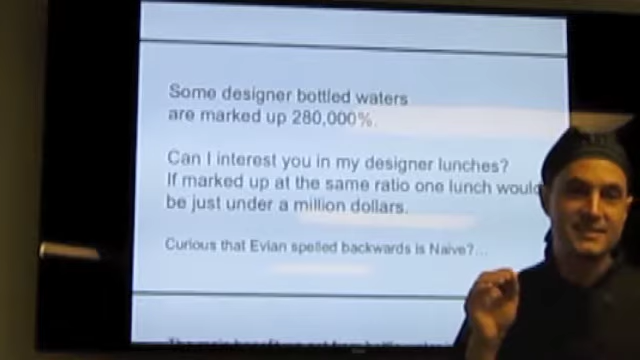 Some designer bottled waters
are marked up 280,000%.
Can I interest you in my designer lunches?
If marked up at the same ratio one lunch would
be just under a million dollars.
Curious that Evian spelled backwards is Naive?...